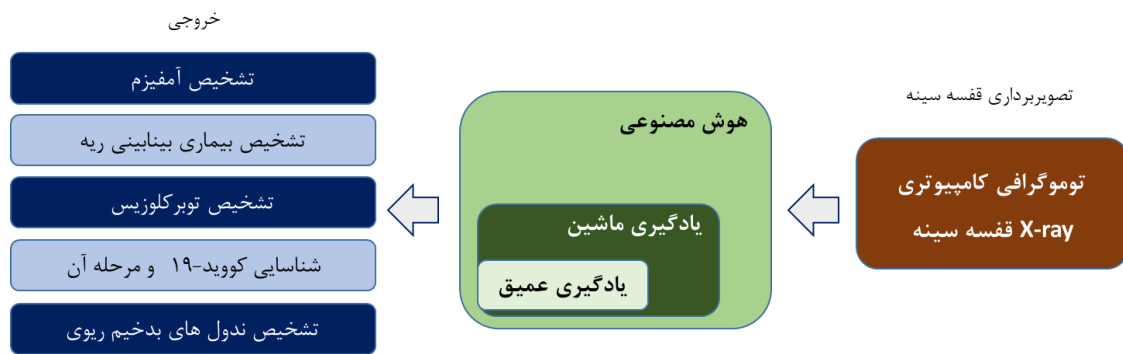 تصویربرداری قفسه سینه
توموگرافی کامپیوتری
X-ray قفسه سینه
هوش مصنوعی
یادگیری ماشین
یادگیری عمیق
خروجی
تشخیص آمفیزم
تشخیص بیماری بینابینی ریه
تشخیص توبرکلوزیس
شناسایی کووید-۱۹ و مرحله آن
تشخیص ندول های بدخیم ریوی